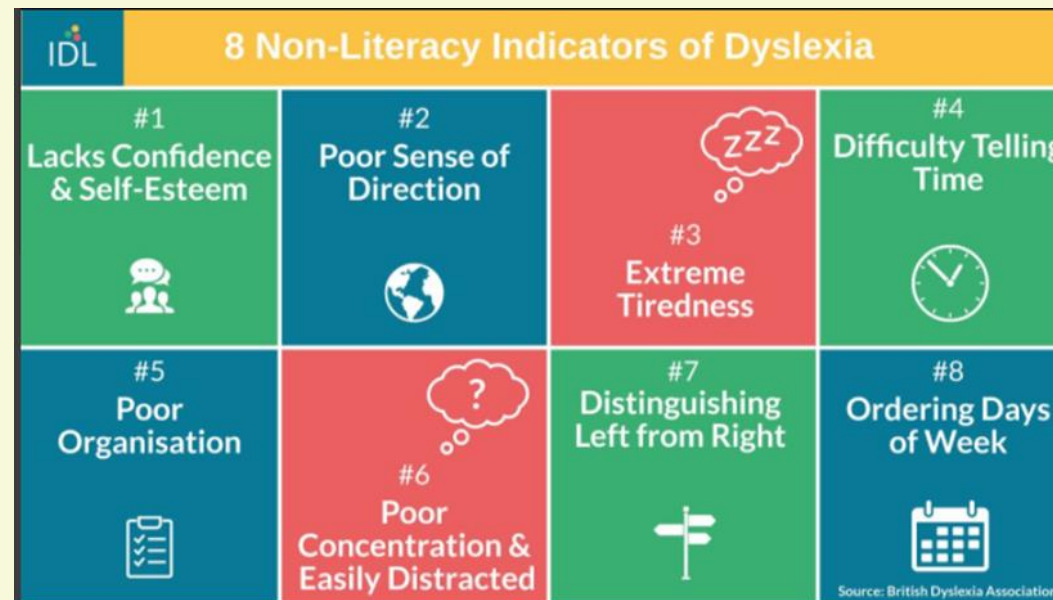 IDL
8 Non-Literacy Indicators of Dyslexia
#1
Lacks Confidence
& Self-Esteem
#2
Poor Sense of
Direction
zzz
#3
Extreme
Tiredness
#4
Difficulty Telling
Time
#5
Poor
Organisation
?
#6
Poor
Concentration &
Easily Distracted
#7
Distinguishing
Left from Right
#8
Ordering Days
of Week
Source: British Dyslexia Association